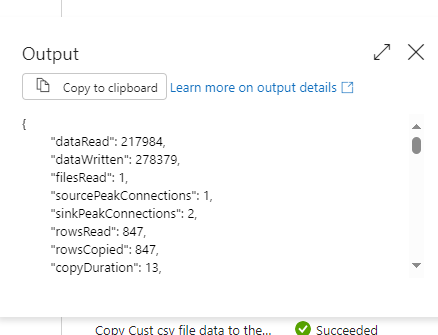 Output
Copy to clipboard Learn more on output details
{
"dataRead": 217984,
"dataWritten": 278379,
"filesRead": 1,
"sourcePeakConnections": 1,
"sinkPeakConnections": 2,
"rowsRead": 847,
"rowsCopied": 847,
"copyDuration": 13,
Copy Cust csv file data to the... Succeeded